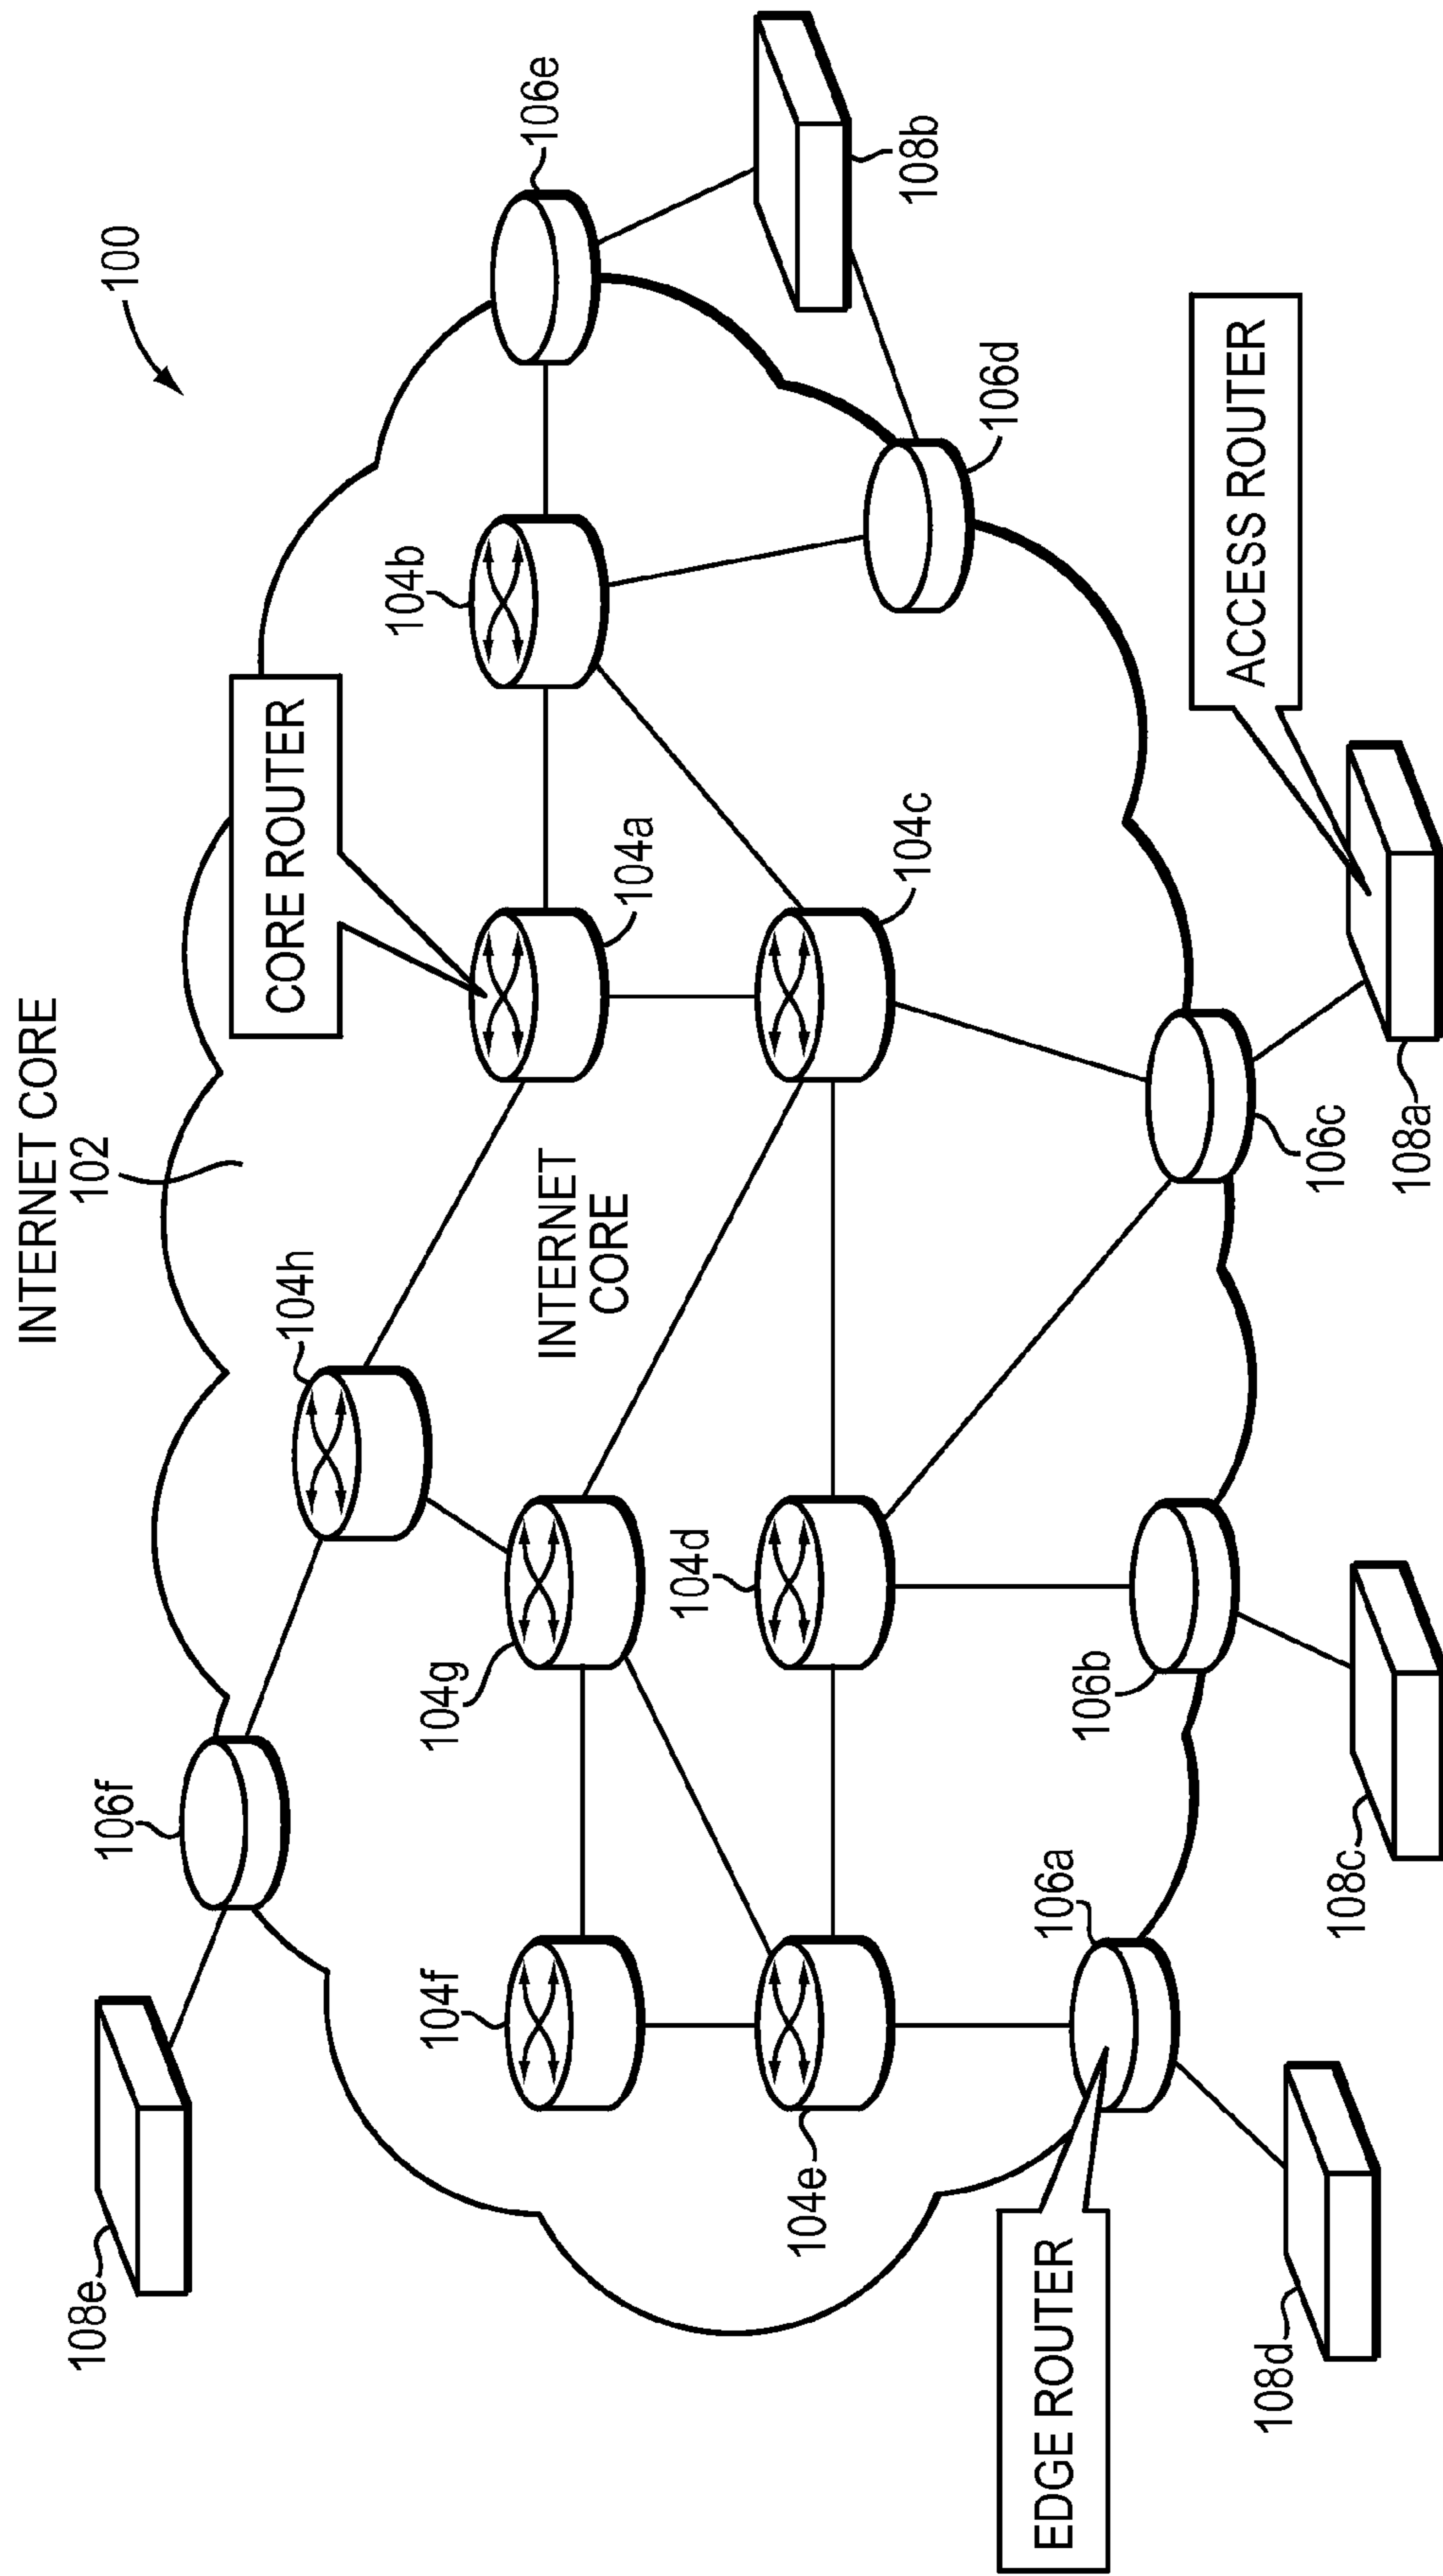 INTERNET CORE
102
100
108e
106f
104h
CORE ROUTER
104b
106e
104f
104g
INTERNET
CORE
104a
108b
104d
104c
106d
104e
106a
106b
EDGE ROUTER
106c
ACCESS ROUTER
108d
108c
108a